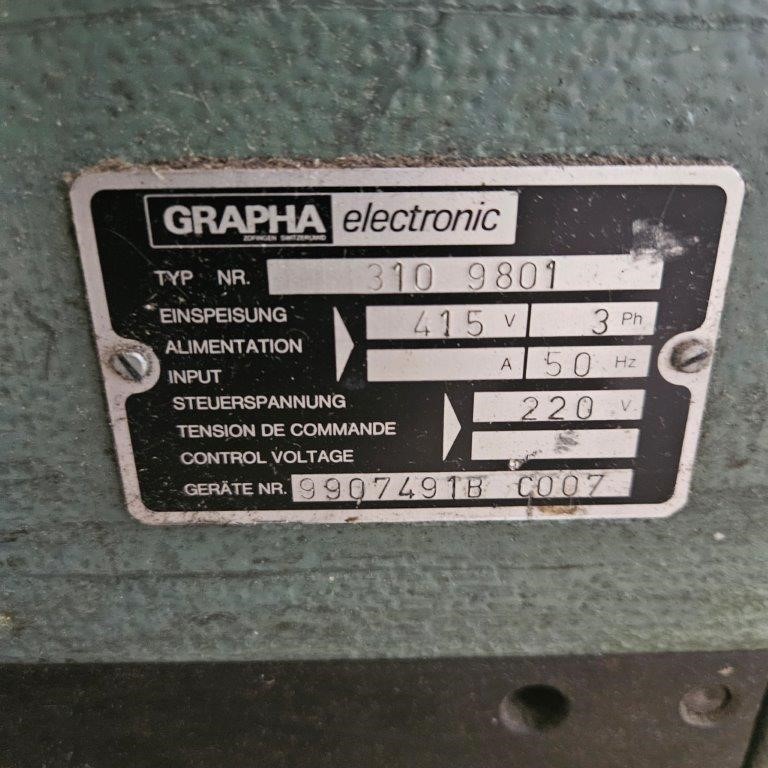 GRAPHA electronic
ZOFINGEN SWITZERLAND
TYP NR. 310 9801
EINSPEISUNG 415 V 3 Ph
ALIMENTATION
INPUT A 50 Hz
STEUERSPANNUNG 220 V
TENSION DE COMMANDE
CONTROL VOLTAGE
GERÄTE NR. 9907491B C007